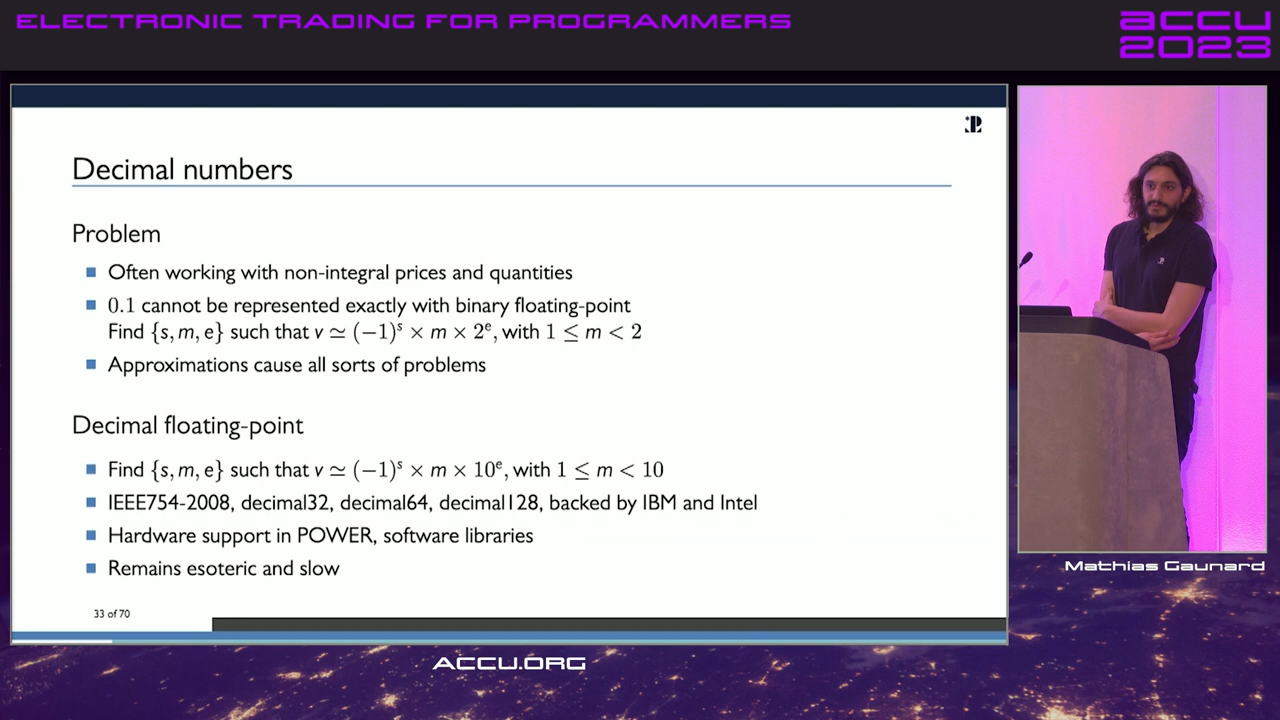 ELECTRONIC TRADING FOR PROGRAMMERS
accu
2023
Decimal numbers
Problem
Often working with non-integral prices and quantities
0.1 cannot be represented exactly with binary floating-point
Find {s, m, e} such that v ≃ (−1)ˢ × m × 2ᵉ, with 1 ≤ m < 2
Approximations cause all sorts of problems
Decimal floating-point
Find {s, m, e} such that v ≃ (−1)ˢ × m × 10ᵉ, with 1 ≤ m < 10
IEEE754-2008, decimal32, decimal64, decimal128, backed by IBM and Intel
Hardware support in POWER, software libraries
Remains esoteric and slow
33 of 70
Mathias Gaunard
ACCU.ORG